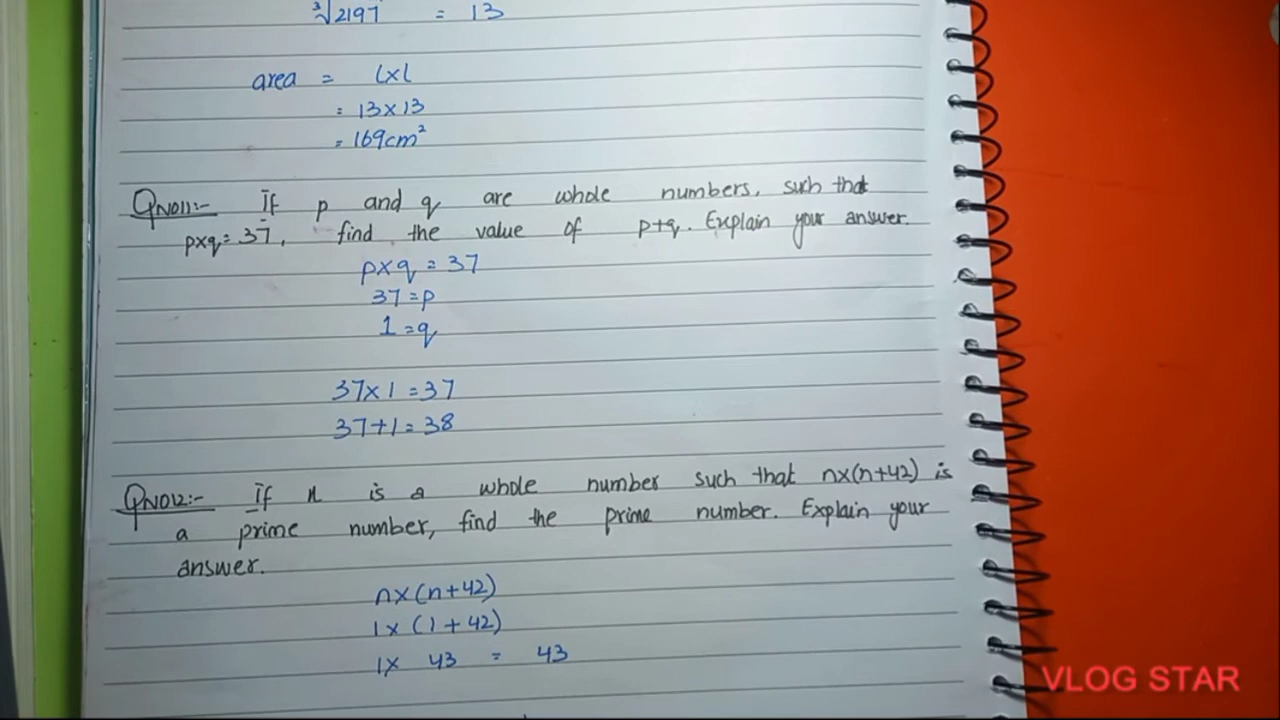 ∛2197 = 13
area = l×l
= 13×13
= 169cm²
QNO11:- If p and q are whole numbers, such that
p×q = 37, find the value of p+q. Explain your answer.
p×q = 37
37 = p
1 = q
37×1 = 37
37+1 = 38
QNO12:- If n is a whole number such that n×(n+42) is
a prime number, find the prime number. Explain your
answer.
n×(n+42)
1×(1+42)
1× 43 = 43
VLOG STAR